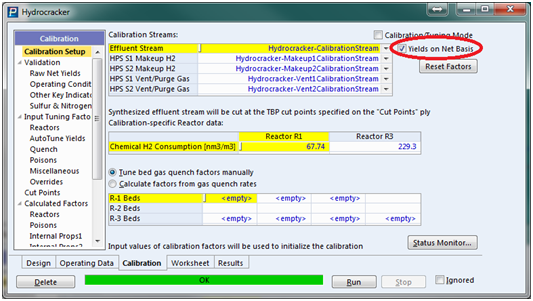 Hydrocracker
Calibration
Calibration Setup
Validation
Raw Net Yields
Operating Condit
Other Key Indicat
Sulfur & Nitrogen
Input Tuning Factor
Reactors
AutoTune Yields
Quench
Poisons
Miscellaneous
Overrides
Cut Points
Calculated Factors
Reactors
Poisons
Internal Props1
Calibration Streams:
Calibration/Tuning Mode
Effluent Stream Hydrocracker-CalibrationStream
Yields on Net Basis
HPS S1 Makeup H2 Hydrocracker-Makeup1CalibrationStream
HPS S2 Makeup H2 Hydrocracker-Makeup2CalibrationStream
Reset Factors
HPS S1 Vent/Purge Gas Hydrocracker-Vent1CalibrationStream
HPS S2 Vent/Purge Gas Hydrocracker-Vent2CalibrationStream
Synthesized effluent stream will be cut at the TBP cut points specified on the "Cut Points" ply
Calibration-specific Reactor data:
Reactor R1 Reactor R3
Chemical H2 Consumption [nm3/m3] 67.74 229.3
Tune bed gas quench factors manually
Calculate factors from gas quench rates
R-1 Beds <empty> <empty> <empty> <empty>
R-2 Beds
R-3 Beds <empty> <empty> <empty> <empty>
Input values of calibration factors will be used to initialize the calibration
Status Monitor...
Design Operating Data Calibration Worksheet Results
Delete OK Run Stop Ignored